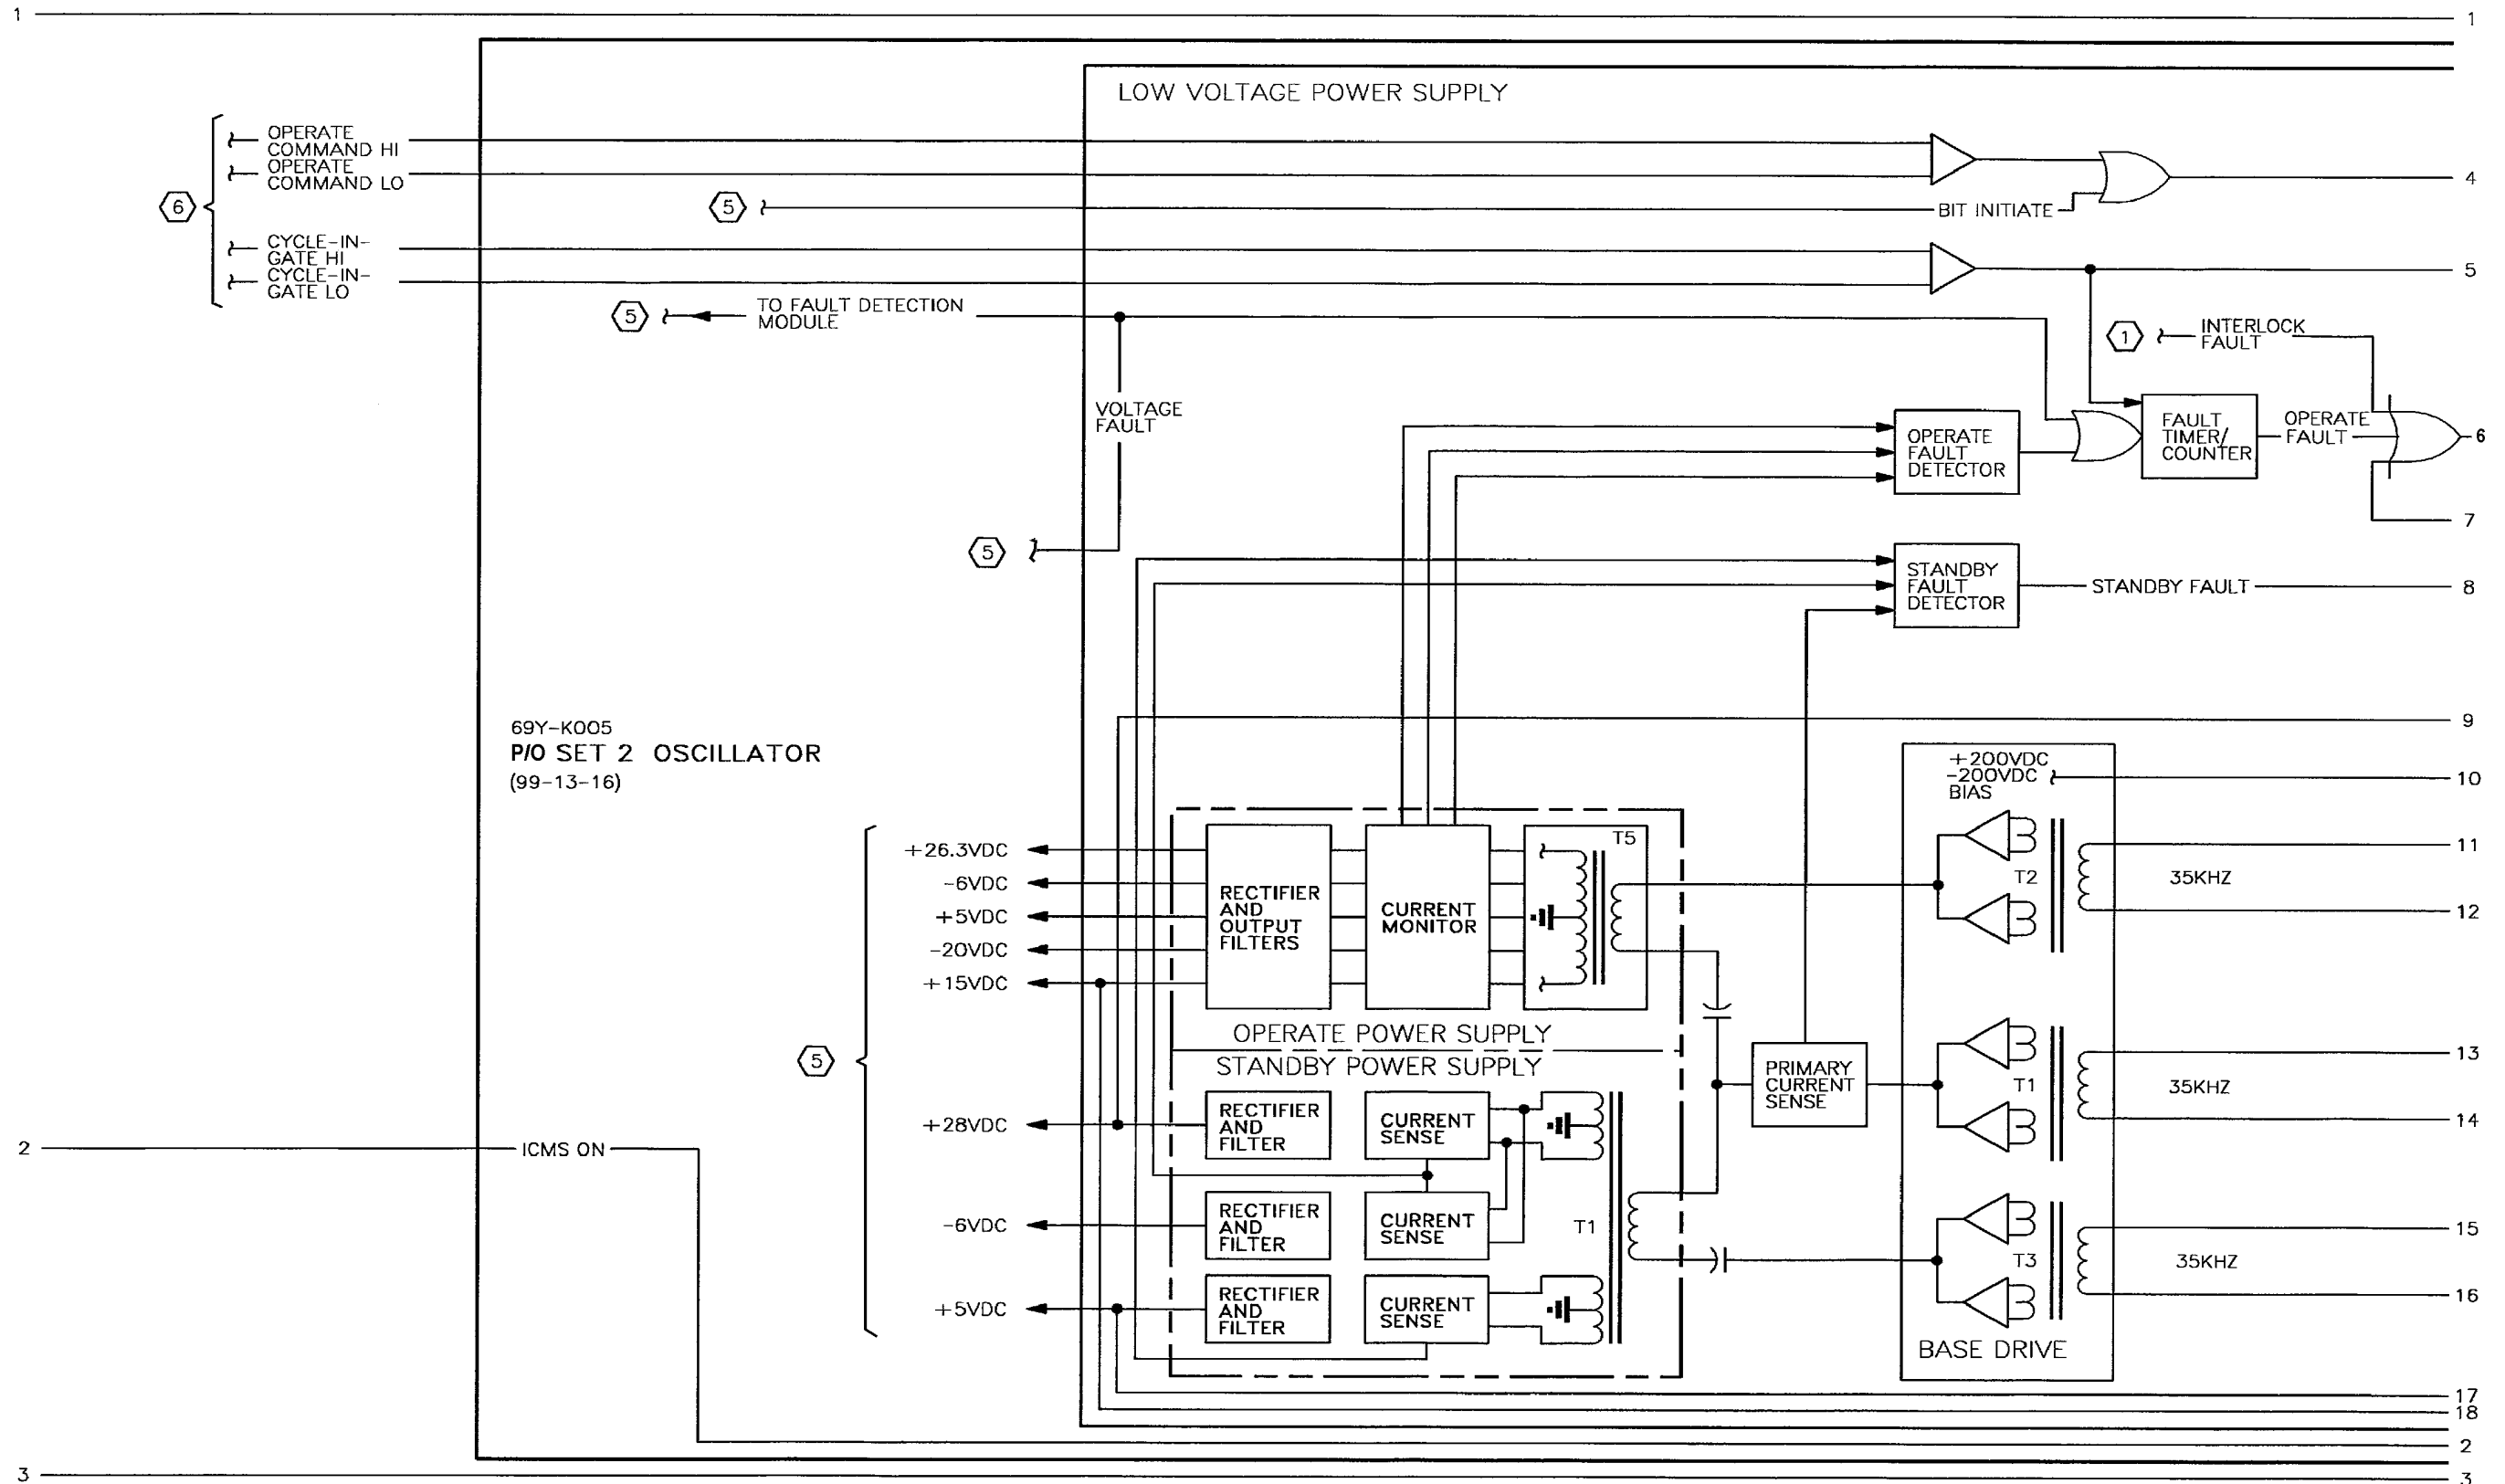 1
1
LOW VOLTAGE POWER SUPPLY
OPERATE
COMMAND HI
OPERATE
COMMAND LO
4
6
5
BIT INITIATE
CYCLE-IN-
GATE HI
CYCLE-IN-
GATE LO
5
5
TO FAULT DETECTION
MODULE
1
INTERLOCK
FAULT
VOLTAGE
FAULT
OPERATE
FAULT
DETECTOR
FAULT
TIMER/
COUNTER
OPERATE
FAULT
6
7
5
STANDBY
FAULT
DETECTOR
STANDBY FAULT
8
9
69Y-K005
P/O SET 2 OSCILLATOR
(99-13-16)
+200VDC
-200VDC
BIAS
10
+26.3VDC
-6VDC
+5VDC
-20VDC
+15VDC
RECTIFIER
AND
OUTPUT
FILTERS
CURRENT
MONITOR
T5
T2
11
35KHZ
12
OPERATE POWER SUPPLY
STANDBY POWER SUPPLY
5
PRIMARY
CURRENT
SENSE
T1
13
35KHZ
14
+28VDC
RECTIFIER
AND
FILTER
CURRENT
SENSE
2
ICMS ON
-6VDC
RECTIFIER
AND
FILTER
CURRENT
SENSE
T1
T3
15
35KHZ
16
+5VDC
RECTIFIER
AND
FILTER
CURRENT
SENSE
BASE DRIVE
17
18
2
3
3